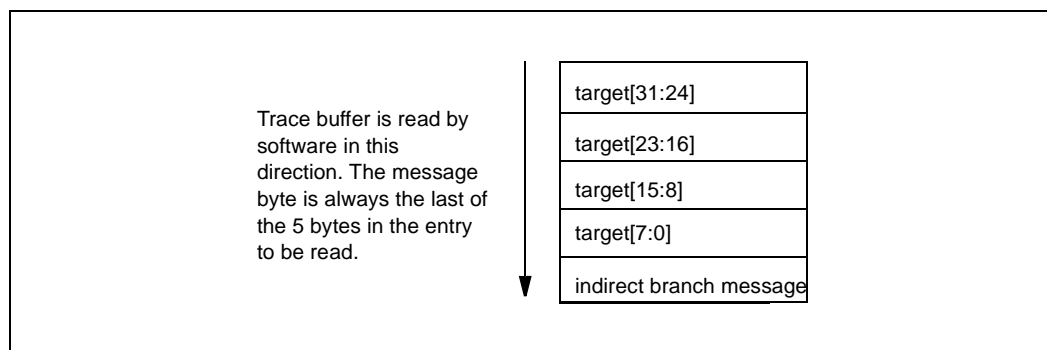 Trace buffer is read by
software in this
direction. The message
byte is always the last of
the 5 bytes in the entry
to be read.
target[31:24]
target[23:16]
target[15:8]
target[7:0]
indirect branch message